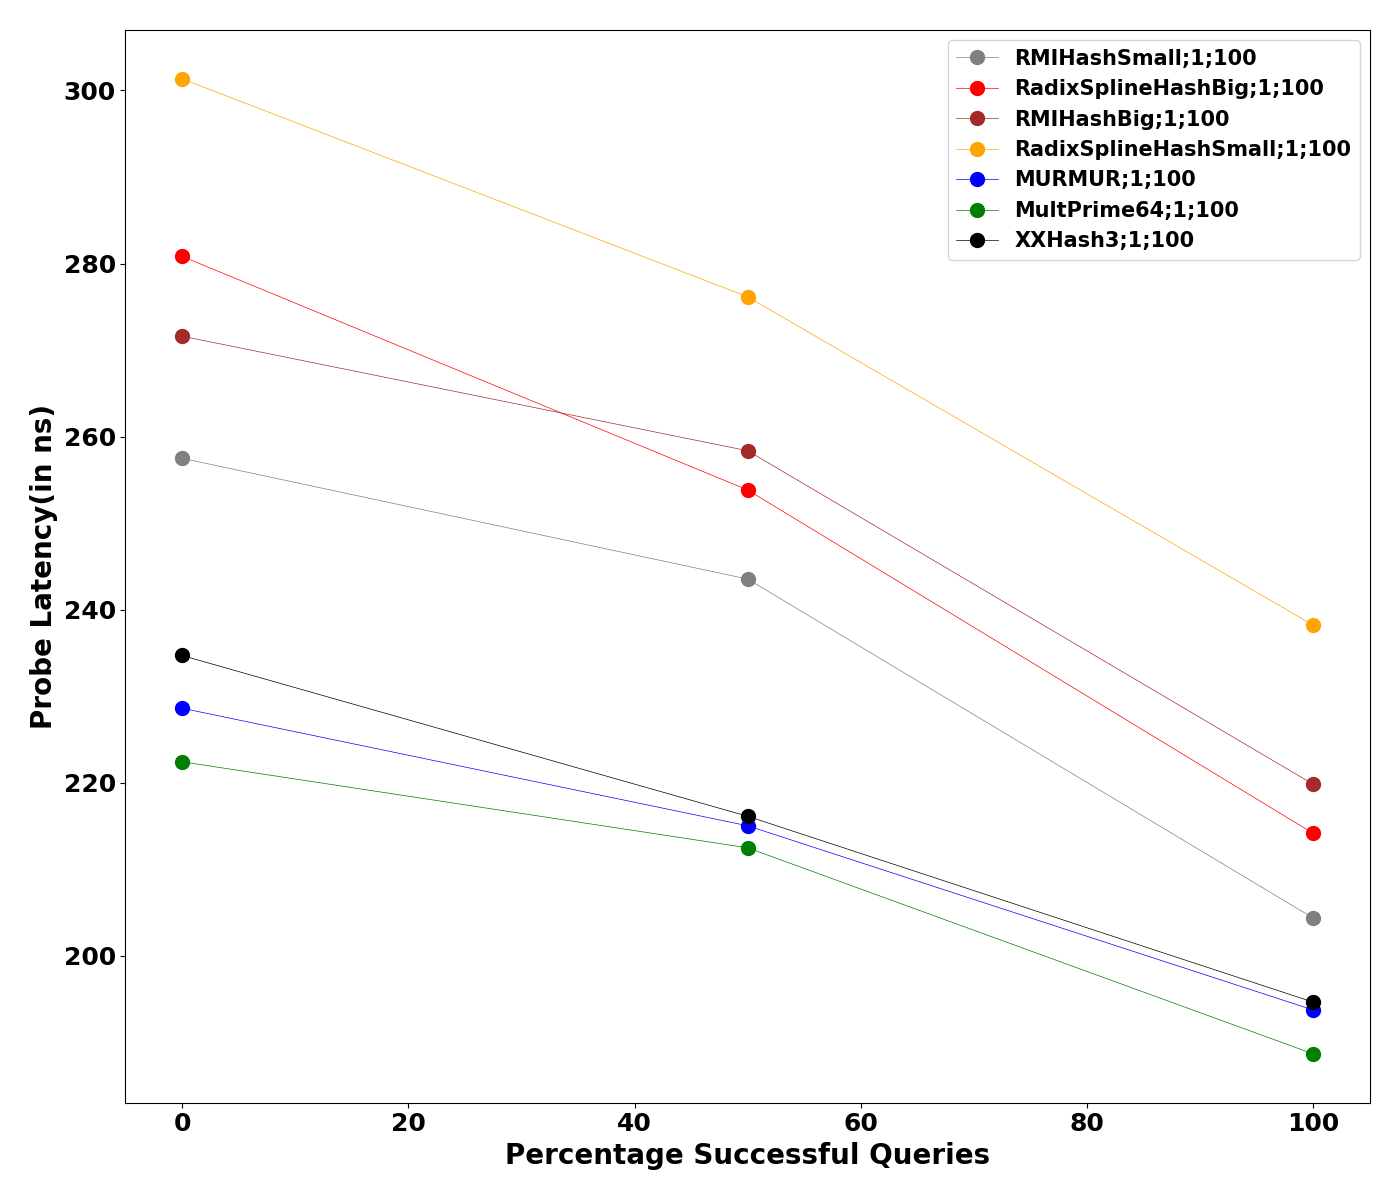 RMIHashSmall;1;100
RadixSplineHashBig;1;100
RMIHashBig;1;100
RadixSplineHashSmall;1;100
MURMUR;1;100
MultPrime64;1;100
XXHash3;1;100
300
280
260
240
220
200
Probe Latency(in ns)
0 20 40 60 80 100
Percentage Successful Queries